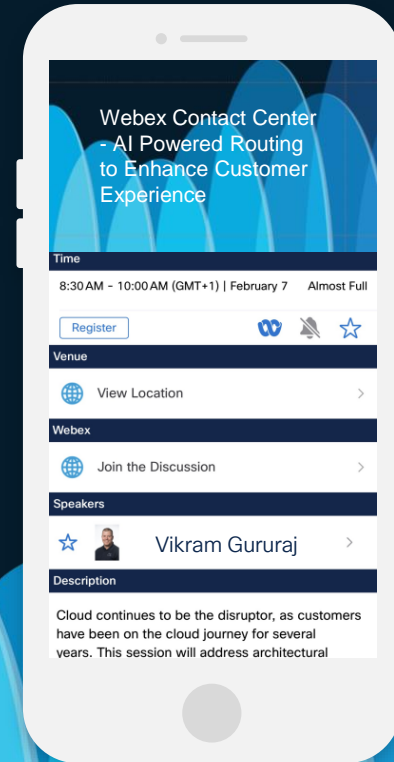 Webex Contact Center
- AI Powered Routing
to Enhance Customer
Experience
Time
8:30 AM - 10:00 AM (GMT+1) | February 7 Almost Full
Register
Venue
View Location
Webex
Join the Discussion
Speakers
Vikram Gururaj
Description
Cloud continues to be the disruptor, as customers
have been on the cloud journey for several
years. This session will address architectural